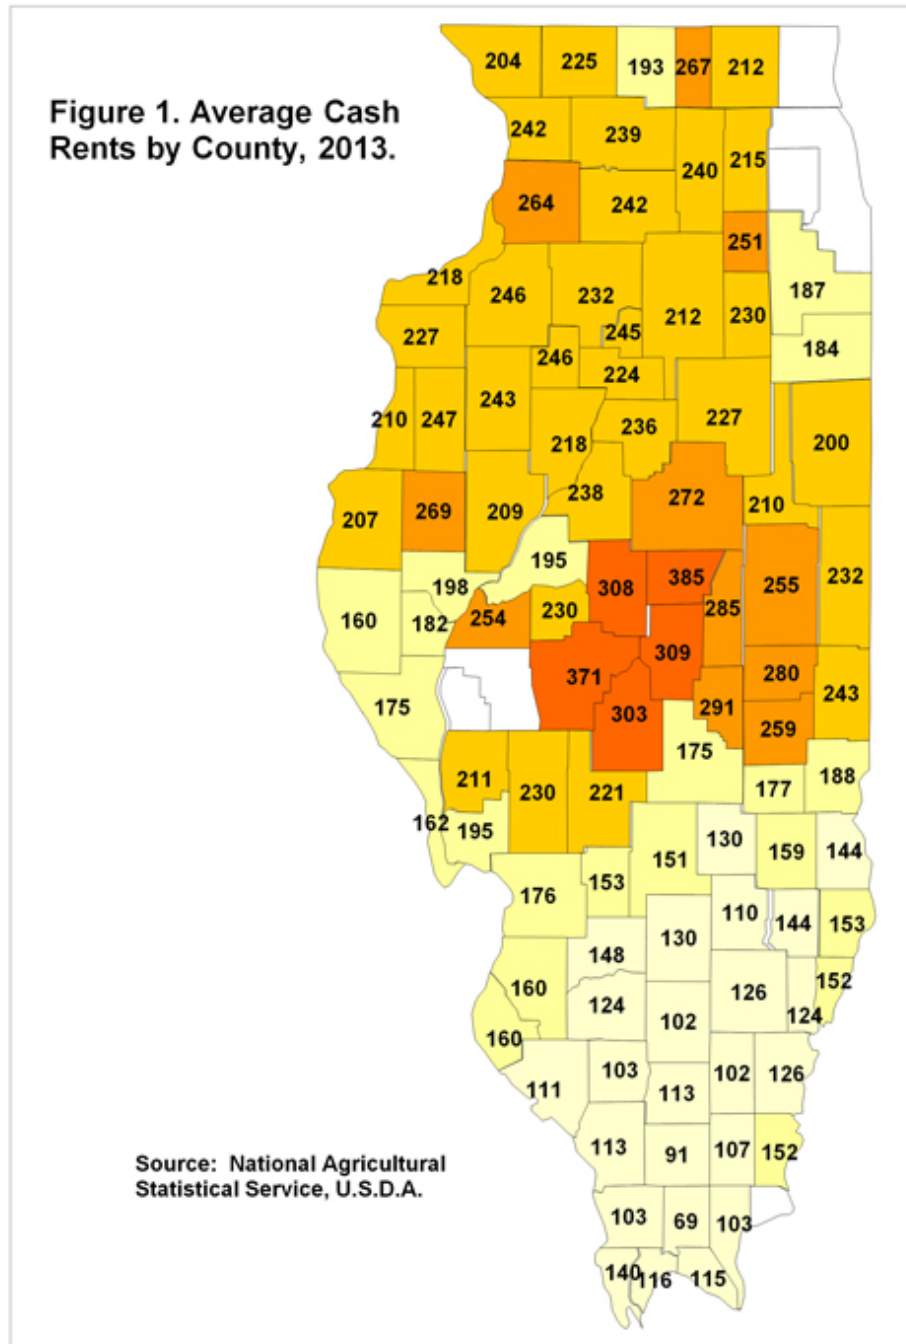 204 225 193 267 212
Figure 1. Average Cash
Rents by County, 2013.
242 239 240 215
264 242
251
218 246 232 212 230 187
245
227 246 184
224
210 247 243 218 236 227 200
207 269 209 238 272 210
195
198 308 385 255 232
160 182 254 230 285
309
371 280 243
175 303 291 259
175
211 230 221 177 188
162 195
130
151 159 144
176 153
110 144 153
148 130
160 126 152
124 102 124
160
111 103 113 102 126
113 91 107 152
Source: National Agricultural
Statistical Service, U.S.D.A.
103 69 103
140 116 115